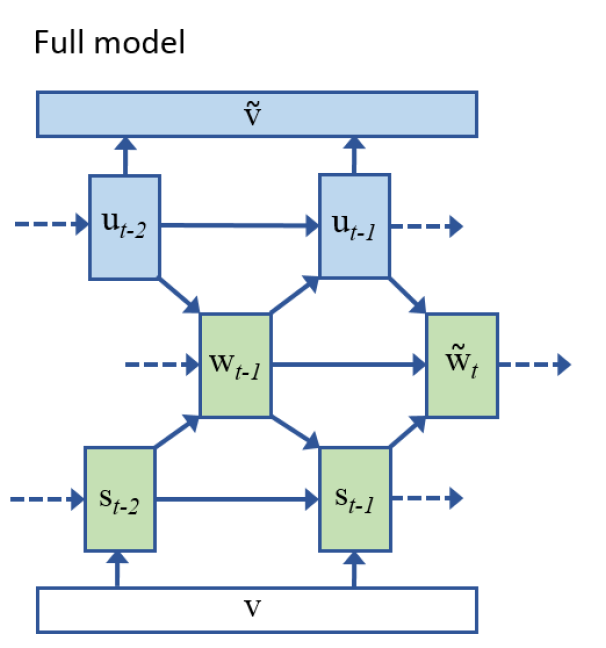 Full model
ṽ
u_{t-2}
u_{t-1}
w_{t-1}
w̃_t
s_{t-2}
s_{t-1}
v